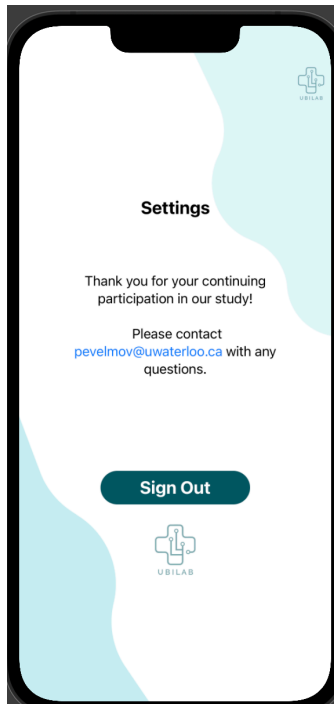 UBILAB
Settings
Thank you for your continuing
participation in our study!
Please contact
pevelmov@uwaterloo.ca with any
questions.
Sign Out
UBILAB